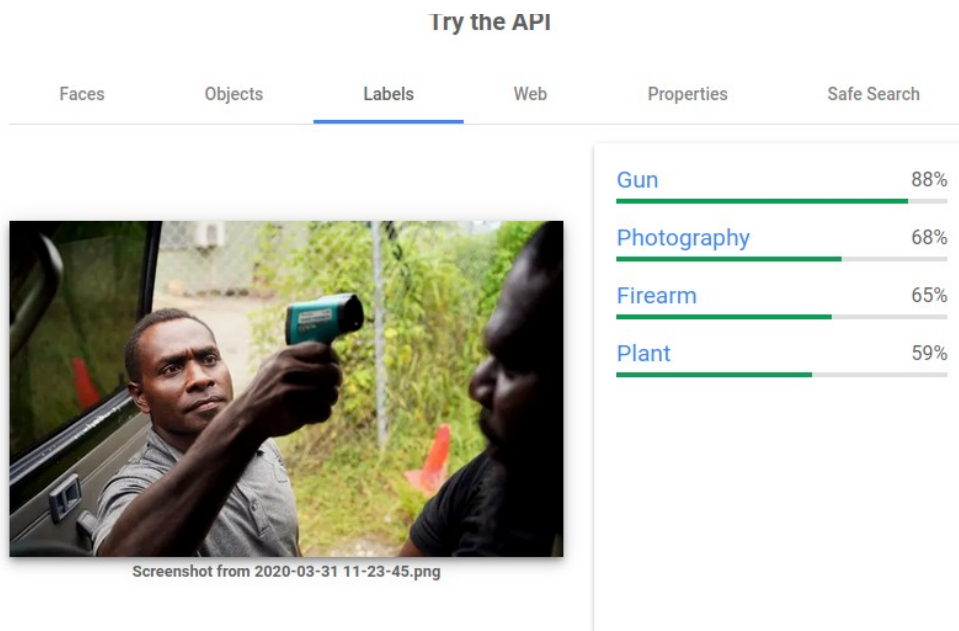 Try the API
Faces
Objects
Labels
Web
Properties
Safe Search
Gun
88%
Photography
68%
Firearm
65%
Plant
59%
Screenshot from 2020-03-31 11-23-45.png